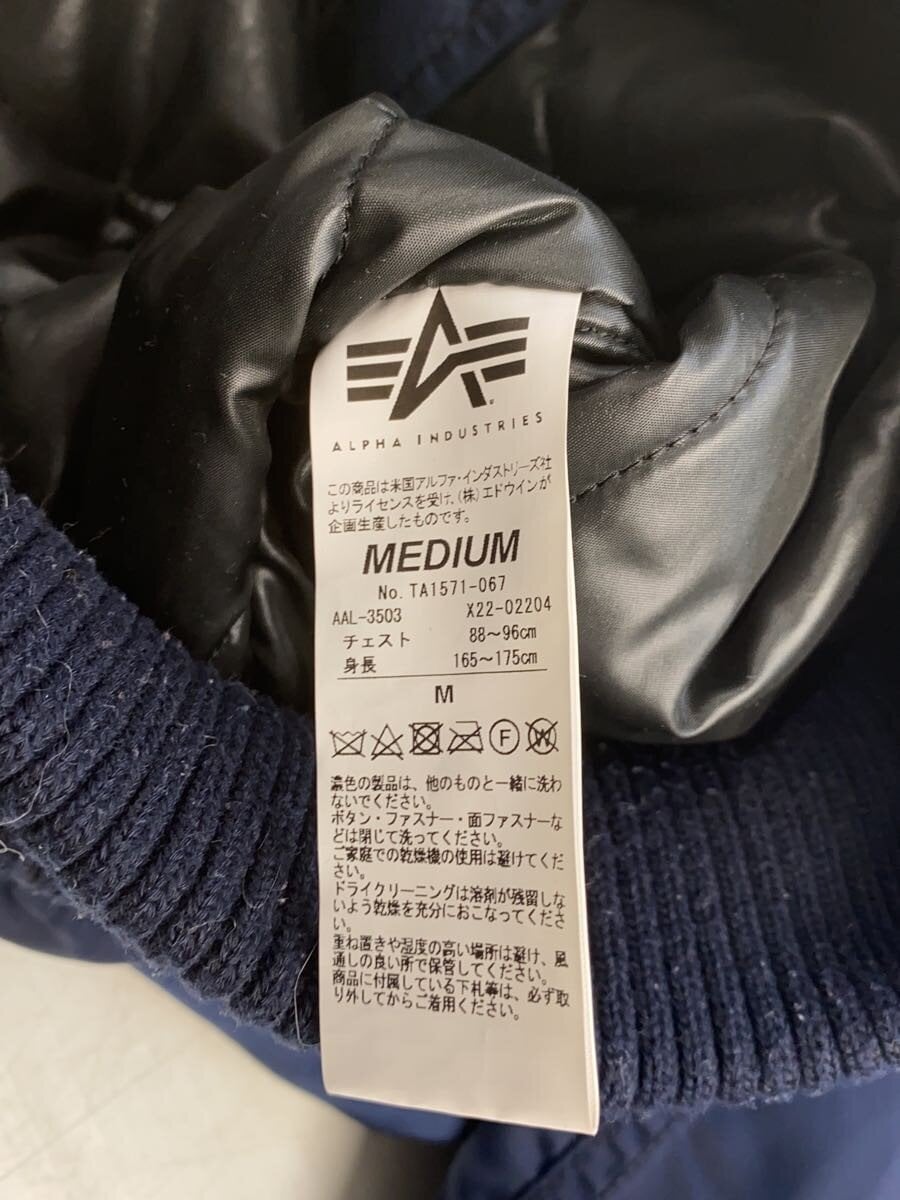 ALPHA INDUSTRIES
この商品は米国アルファ・インダストリーズ社
よりライセンスを受け、(株)エドウインが
企画生産したものです。
MEDIUM
No. TA1571-067
AAL-3503 X22-02204
チェスト 88～96cm
身長 165～175cm
M
F W
濃色の製品は、他のものと一緒に洗わ
ないでください。
ボタン・ファスナー・面ファスナーな
どは閉じて洗ってください。
ご家庭での乾燥機の使用は避けてくだ
さい。
ドライクリーニングは溶剤が残留しな
いよう乾燥を充分におこなってくださ
い。
重ね置きや湿度の高い場所は避け、風
通しの良い所で保管してください。
商品に付属している下札等は、必ず取
り外してからご着用ください。